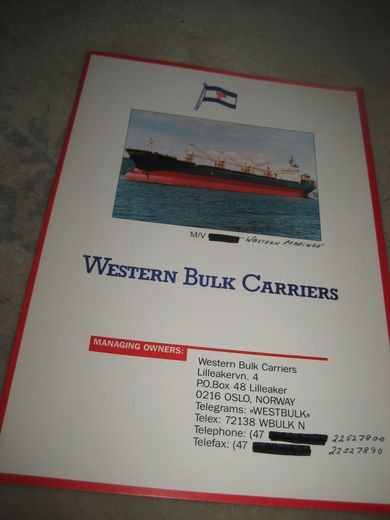 M/V "WESTERN MARINER"
WESTERN BULK CARRIERS
MANAGING OWNERS:
Western Bulk Carriers
Lilleakervn. 4
P.O.Box 48 Lilleaker
0216 OSLO, NORWAY
Telegrams: «WESTBULK»
Telex: 72138 WBULK N
Telephone: (47 22527800
Telefax: (47 22527890